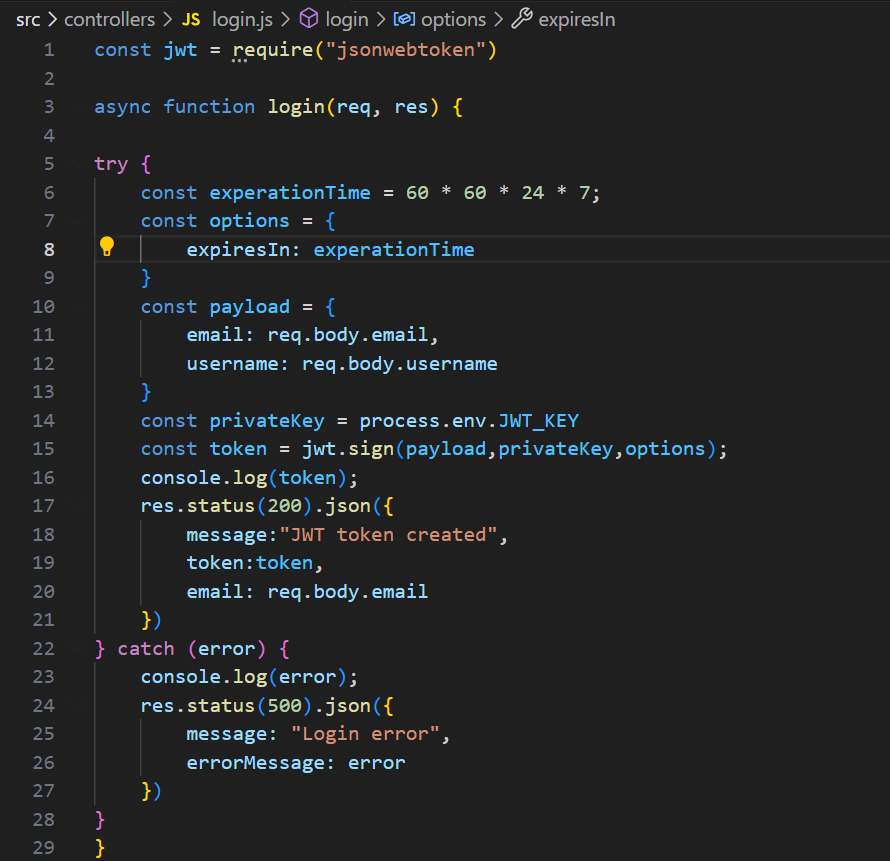 src > controllers > JS login.js > login > options > expiresIn
1 const jwt = require("jsonwebtoken")
2
3 async function login(req, res) {
4
5 try {
6     const experationTime = 60 * 60 * 24 * 7;
7     const options = {
8         expiresIn: experationTime
9     }
10     const payload = {
11         email: req.body.email,
12         username: req.body.username
13     }
14     const privateKey = process.env.JWT_KEY
15     const token = jwt.sign(payload,privateKey,options);
16     console.log(token);
17     res.status(200).json({
18         message:"JWT token created",
19         token:token,
20         email: req.body.email
21     })
22 } catch (error) {
23     console.log(error);
24     res.status(500).json({
25         message: "Login error",
26         errorMessage: error
27     })
28 }
29 }